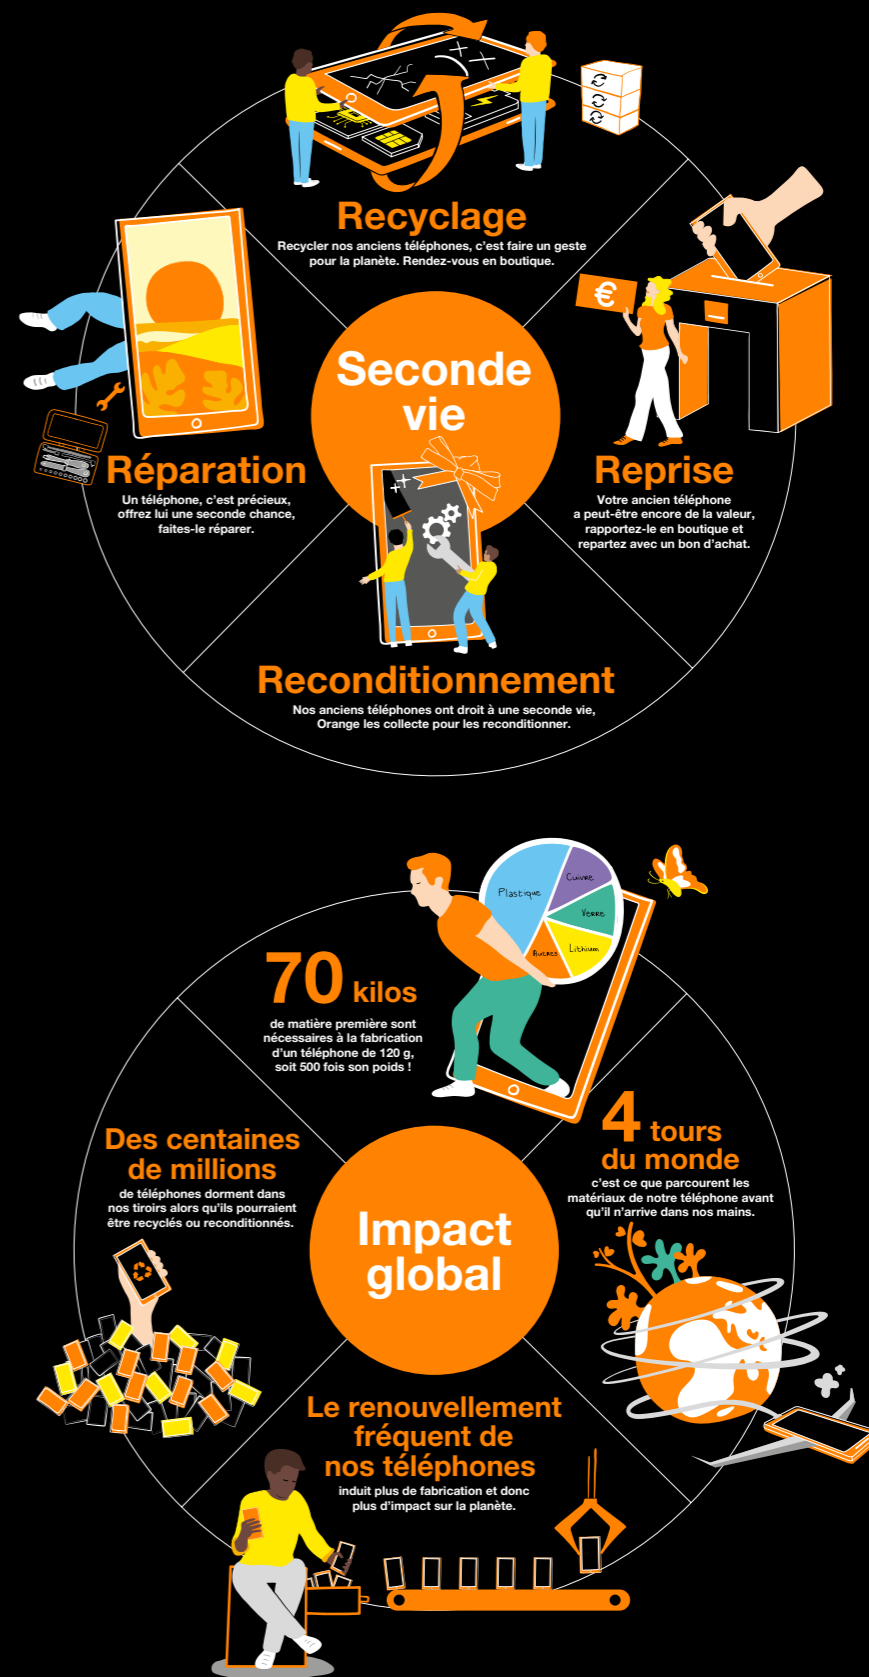 Recyclage
Recycler nos anciens téléphones, c'est faire un geste
pour la planète. Rendez-vous en boutique.
Seconde
vie
€
Réparation
Un téléphone, c'est précieux,
offrez lui une seconde chance,
faites-le réparer.
Reprise
Votre ancien téléphone
a peut-être encore de la valeur,
rapportez-le en boutique et
repartez avec un bon d'achat.
Reconditionnement
Nos anciens téléphones ont droit à une seconde vie,
Orange les collecte pour les reconditionner.
Plastique
Cuivre
Verre
Lithium
Autres
70 kilos
de matière première sont
nécessaires à la fabrication
d'un téléphone de 120 g,
soit 500 fois son poids !
4 tours
du monde
c'est ce que parcourent les
matériaux de notre téléphone avant
qu'il n'arrive dans nos mains.
Des centaines
de millions
de téléphones dorment dans
nos tiroirs alors qu'ils pourraient
être recyclés ou reconditionnés.
Impact
global
Le renouvellement
fréquent de
nos téléphones
induit plus de fabrication et donc
plus d'impact sur la planète.